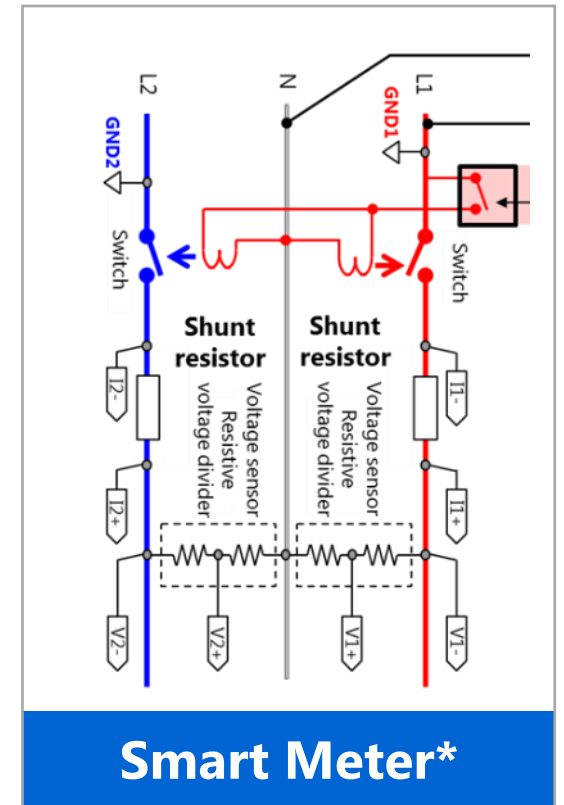 L2
N
L1
GND2
GND1
Switch
Switch
Shunt
resistor
Shunt
resistor
I2-
I1-
Voltage sensor
Resistive
voltage divider
Voltage sensor
Resistive
voltage divider
I2+
I1+
V2-
V2+
V1+
V1-
Smart Meter*